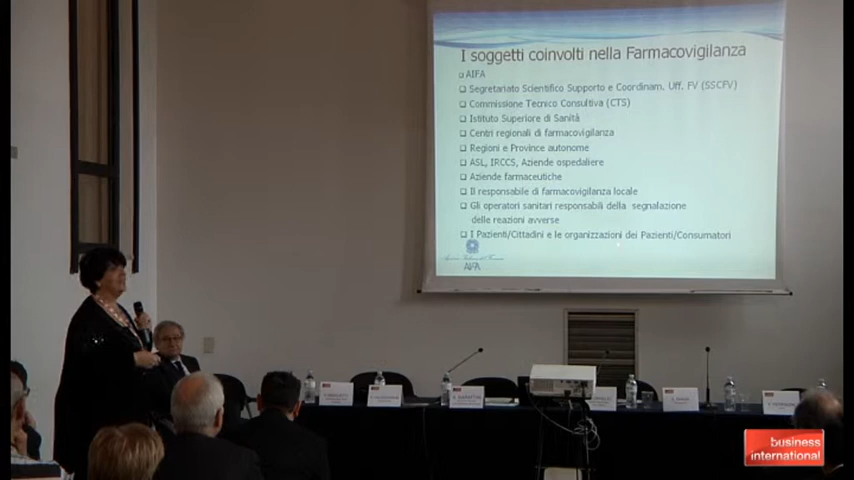 I soggetti coinvolti nella Farmacovigilanza
AIFA
Segretariato Scientifico Supporto e Coordinam. Uff. FV (SSCFV)
Commissione Tecnico Consultiva (CTS)
Istituto Superiore di Sanità
Centri regionali di farmacovigilanza
Regioni e Province autonome
ASL, IRCCS, Aziende ospedaliere
Aziende farmaceutiche
Il responsabile di farmacovigilanza locale
Gli operatori sanitari responsabili della segnalazione
delle reazioni avverse
I Pazienti/Cittadini e le organizzazioni dei Pazienti/Consumatori
AIFA
business
international